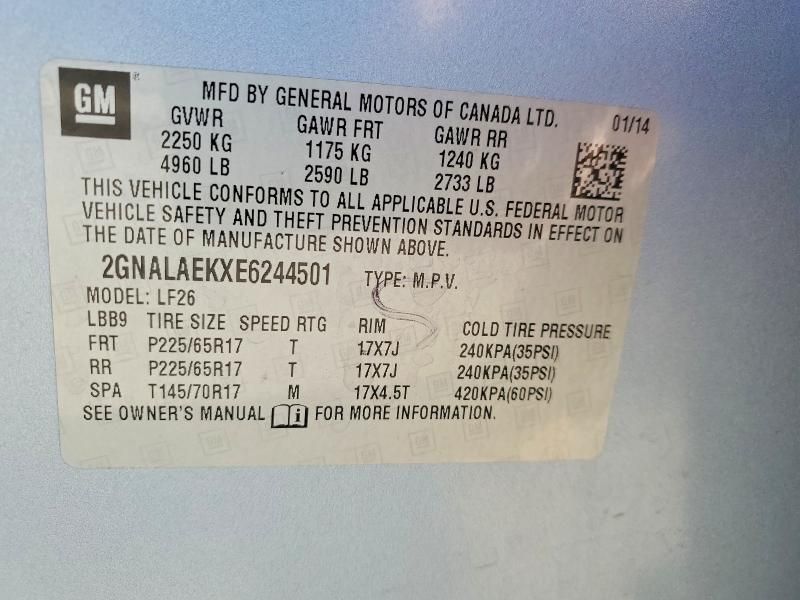 GM
MFD BY GENERAL MOTORS OF CANADA LTD. 01/14
GVWR GAWR FRT GAWR RR
2250 KG 1175 KG 1240 KG
4960 LB 2590 LB 2733 LB
THIS VEHICLE CONFORMS TO ALL APPLICABLE U.S. FEDERAL MOTOR
VEHICLE SAFETY AND THEFT PREVENTION STANDARDS IN EFFECT ON
THE DATE OF MANUFACTURE SHOWN ABOVE.
2GNALAEKXE6244501 TYPE: M.P.V.
MODEL: LF26
LBB9 TIRE SIZE SPEED RTG RIM COLD TIRE PRESSURE
FRT P225/65R17 T 17X7J 240KPA(35PSI)
RR P225/65R17 T 17X7J 240KPA(35PSI)
SPA T145/70R17 M 17X4.5T 420KPA(60PSI)
SEE OWNER'S MANUAL i FOR MORE INFORMATION.